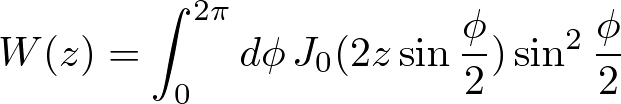 W(z) = \int_0^{2\pi} d\phi \, J_0(2z \sin \frac{\phi}{2}) \sin^2 \frac{\phi}{2}